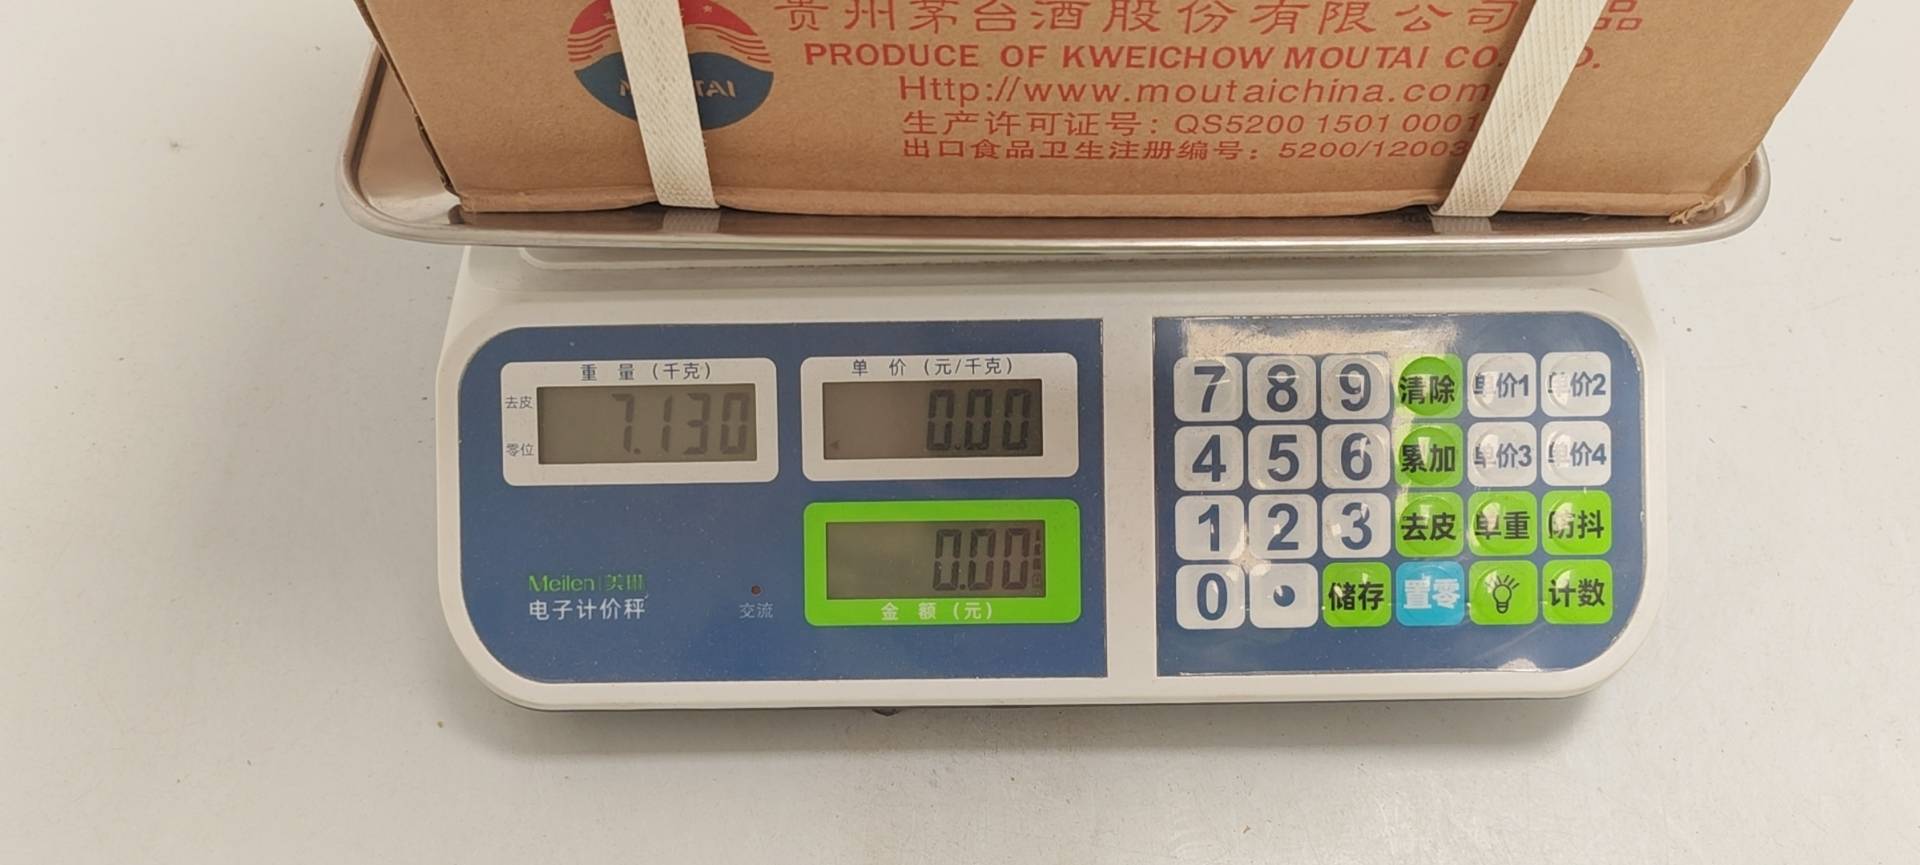 贵州茅台酒股份有限公司 品
PRODUCE OF KWEICHOW MOUTAI CO. D.
Http://www.moutaichina.com
生产许可证号：QS5200 1501 0001
出口食品卫生注册编号：5200/12003
重 量（千克）
去皮
零位
7.130
单 价（元/千克）
0.00
0.00
金 额（元）
Meilen
电子计价秤
交流
7 8 9 清除 单价1 单价2
4 5 6 累加 单价3 单价4
1 2 3 去皮 单重 防抖
0 . 储存 置零 计数